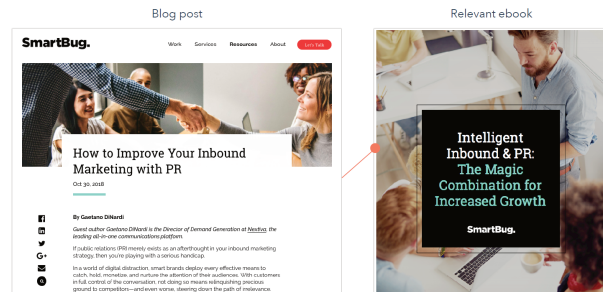 Blog post
Relevant ebook
SmartBug.
Work Services Resources About Let's Talk
How to Improve Your Inbound
Marketing with PR
Oct 30, 2018
By Gaetano DiNardi
Guest author Gaetano DiNardi is the Director of Demand Generation at Nextiva, the
leading all-in-one communications platform.
If public relations (PR) merely exists as an afterthought in your inbound marketing
strategy, then you're playing with a serious handicap.
In a world of digital distraction, smart brands deploy every effective means to
catch, hold, monetize, and nurture the attention of their audiences. With customers
in full control of the conversation, not doing so means relinquishing precious
ground to competitors—and even worse, steering down the path of irrelevance.
Intelligent
Inbound & PR:
The Magic
Combination for
Increased Growth
SmartBug.